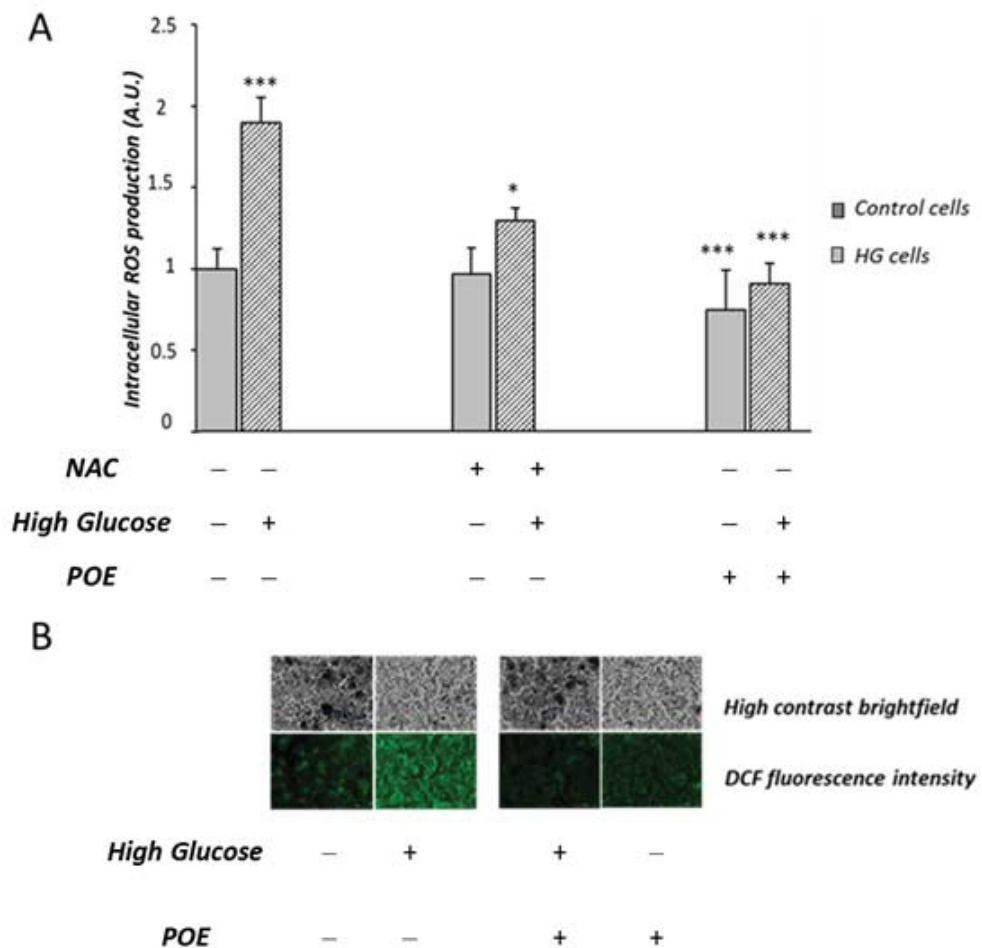 A
Intracellular ROS production (A.U.)
2.5
2
1.5
1
0.5
0
***
*
***
***
Control cells
HG cells
NAC – – + + – –
High Glucose – + – + – +
POE – – – – + +
B
High contrast brightfield
DCF fluorescence intensity
High Glucose – + + –
POE – – + +